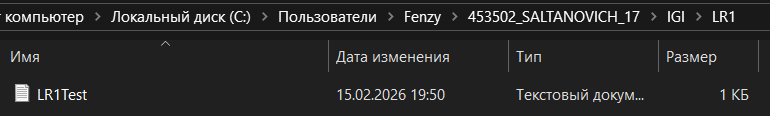 компьютер > Локальный диск (C:) > Пользователи > Fenzy > 453502_SALTANOVICH_17 > IGI > LR1
Имя Дата изменения Тип Размер
LR1Test 15.02.2026 19:50 Текстовый докум... 1 КБ